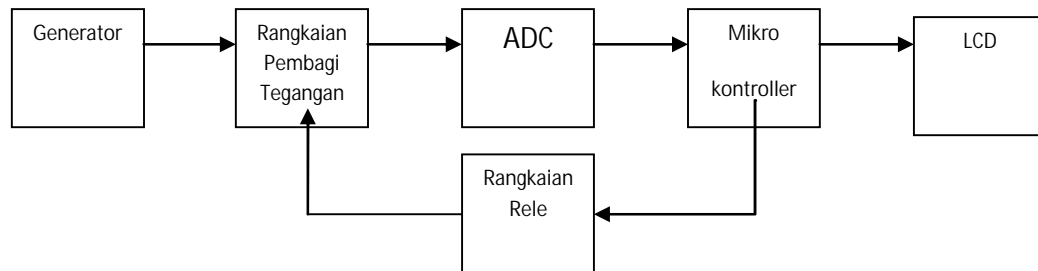 Generator
Rangkaian
Pembagi
Tegangan
ADC
Mikro
kontroller
LCD
Rangkaian
Rele